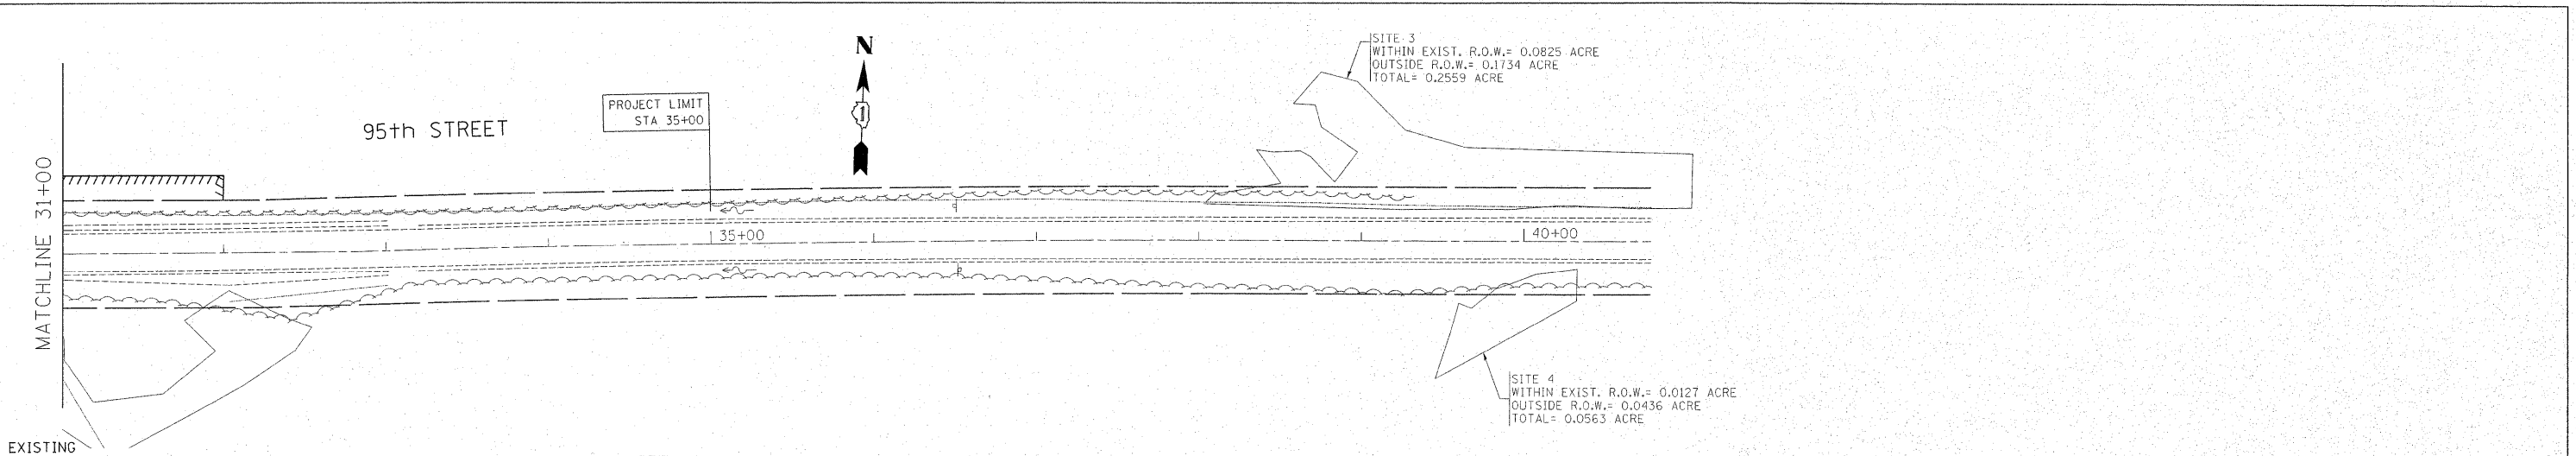 N
1
SITE 3
WITHIN EXIST. R.O.W.= 0.0825 ACRE
OUTSIDE R.O.W.= 0.1734 ACRE
TOTAL= 0.2559 ACRE
PROJECT LIMIT
STA 35+00
95th STREET
MATCHLINE 31+00
35+00
40+00
SITE 4
WITHIN EXIST. R.O.W.= 0.0127 ACRE
OUTSIDE R.O.W.= 0.0436 ACRE
TOTAL= 0.0563 ACRE
EXISTING